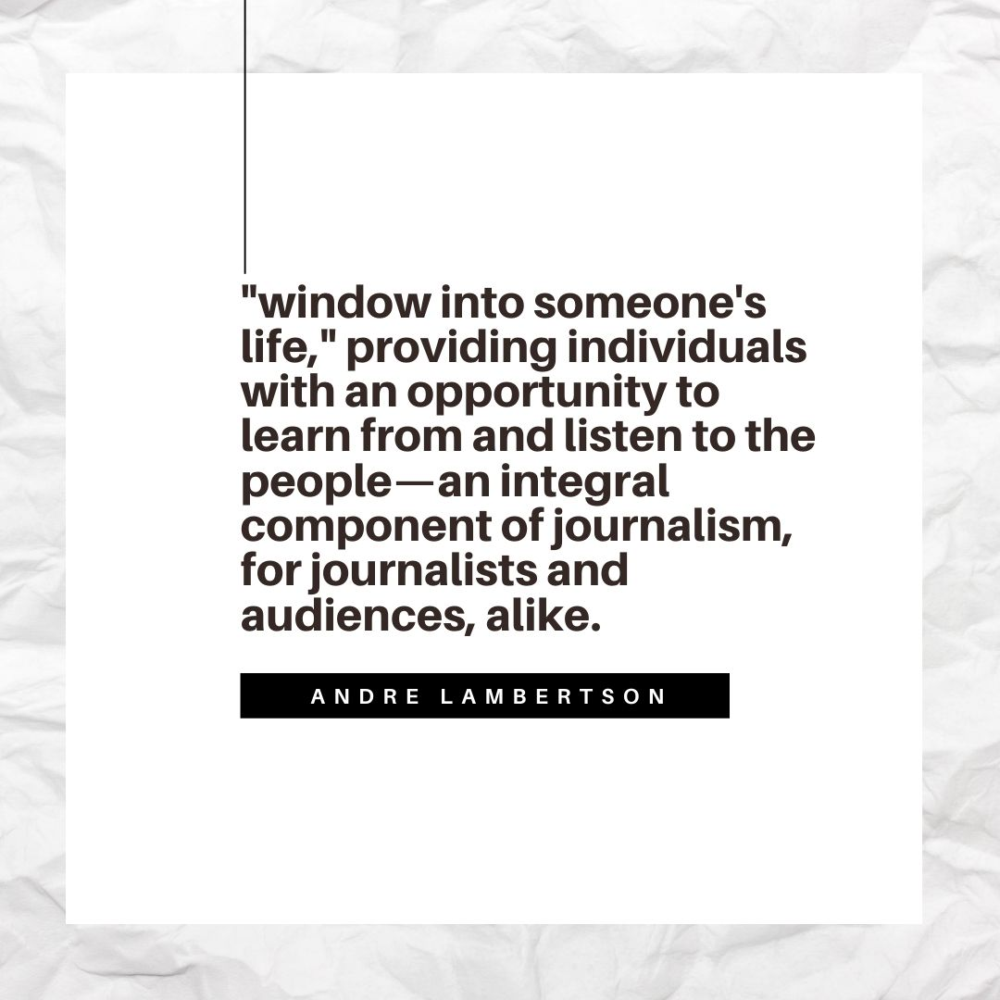 "window into someone's
life," providing individuals
with an opportunity to
learn from and listen to the
people—an integral
component of journalism,
for journalists and
audiences, alike.
ANDRE LAMBERTSON